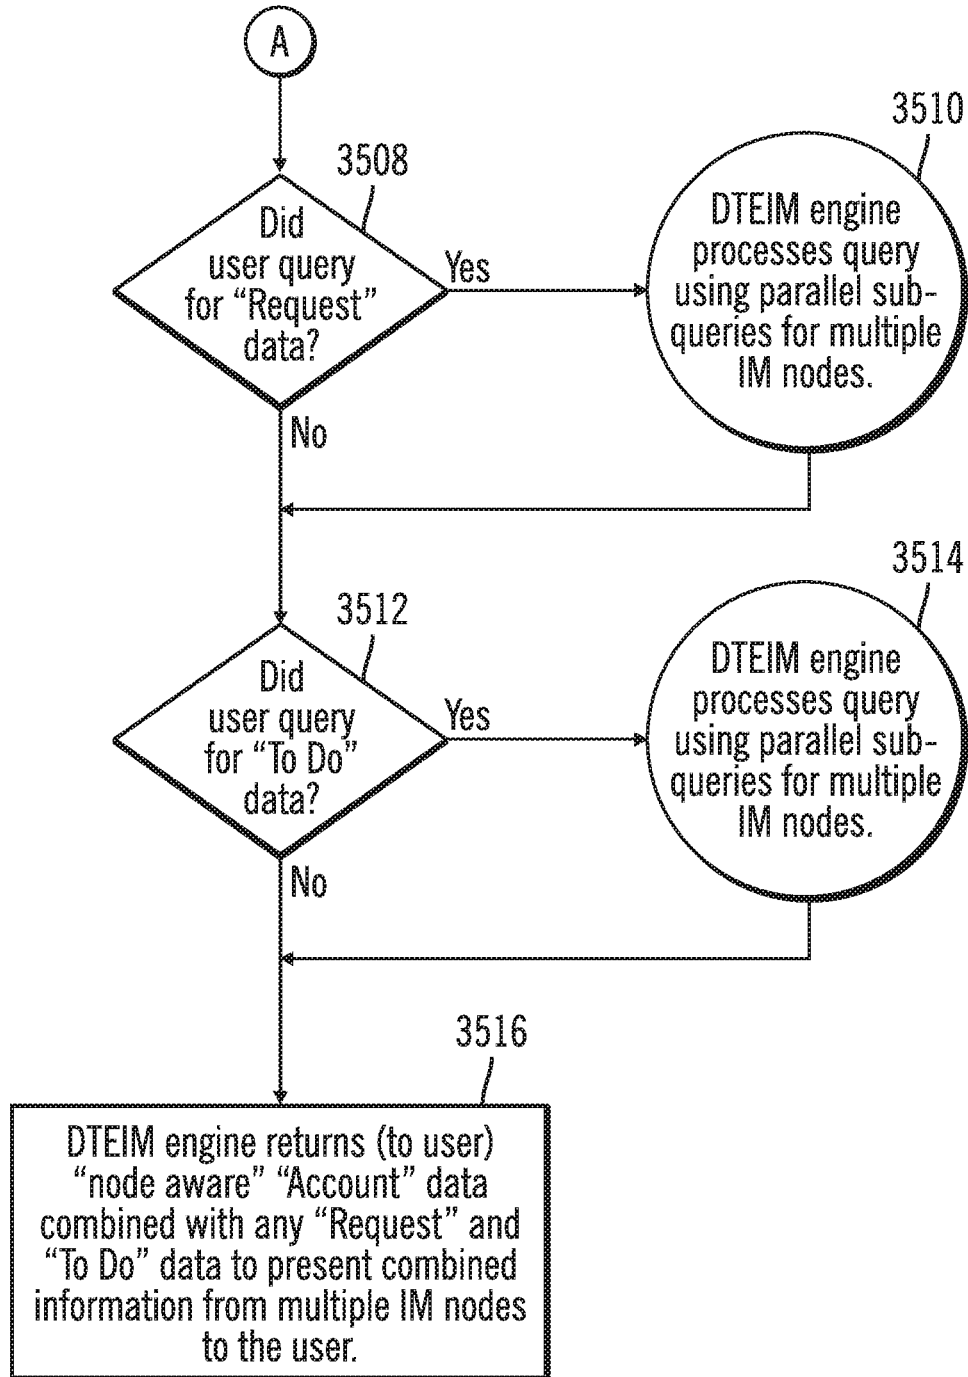 A
3508
Did
user query
for “Request”
data?
Yes
No
3510
DTEIM engine
processes query
using parallel sub-
queries for multiple
IM nodes.
3512
Did
user query
for “To Do”
data?
Yes
No
3514
DTEIM engine
processes query
using parallel sub-
queries for multiple
IM nodes.
3516
DTEIM engine returns (to user)
“node aware” “Account” data
combined with any “Request” and
“To Do” data to present combined
information from multiple IM nodes
to the user.